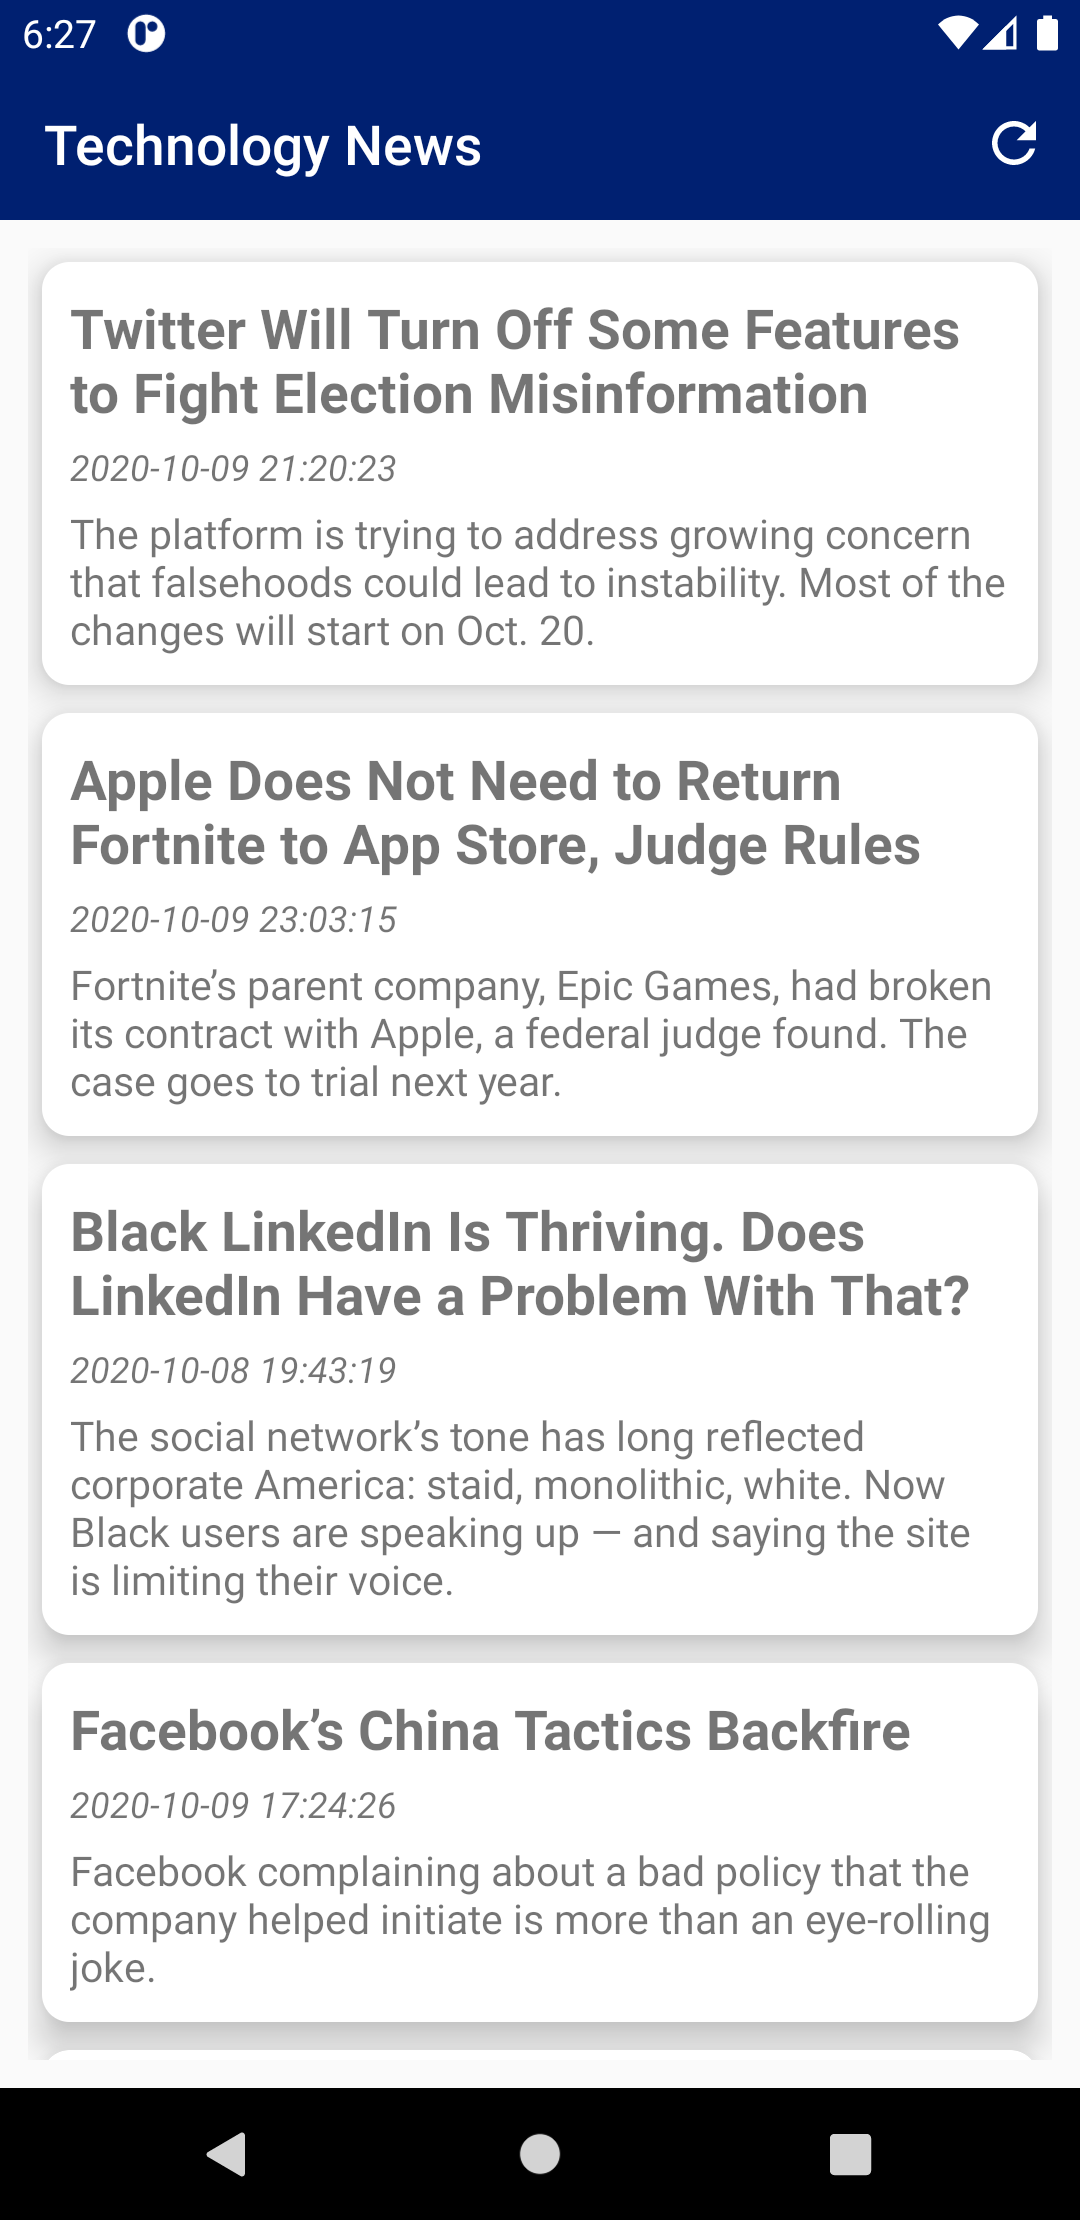 6:27
Technology News
Twitter Will Turn Off Some Features
to Fight Election Misinformation
2020-10-09 21:20:23
The platform is trying to address growing concern
that falsehoods could lead to instability. Most of the
changes will start on Oct. 20.
Apple Does Not Need to Return
Fortnite to App Store, Judge Rules
2020-10-09 23:03:15
Fortnite’s parent company, Epic Games, had broken
its contract with Apple, a federal judge found. The
case goes to trial next year.
Black LinkedIn Is Thriving. Does
LinkedIn Have a Problem With That?
2020-10-08 19:43:19
The social network’s tone has long reflected
corporate America: staid, monolithic, white. Now
Black users are speaking up — and saying the site
is limiting their voice.
Facebook’s China Tactics Backfire
2020-10-09 17:24:26
Facebook complaining about a bad policy that the
company helped initiate is more than an eye-rolling
joke.